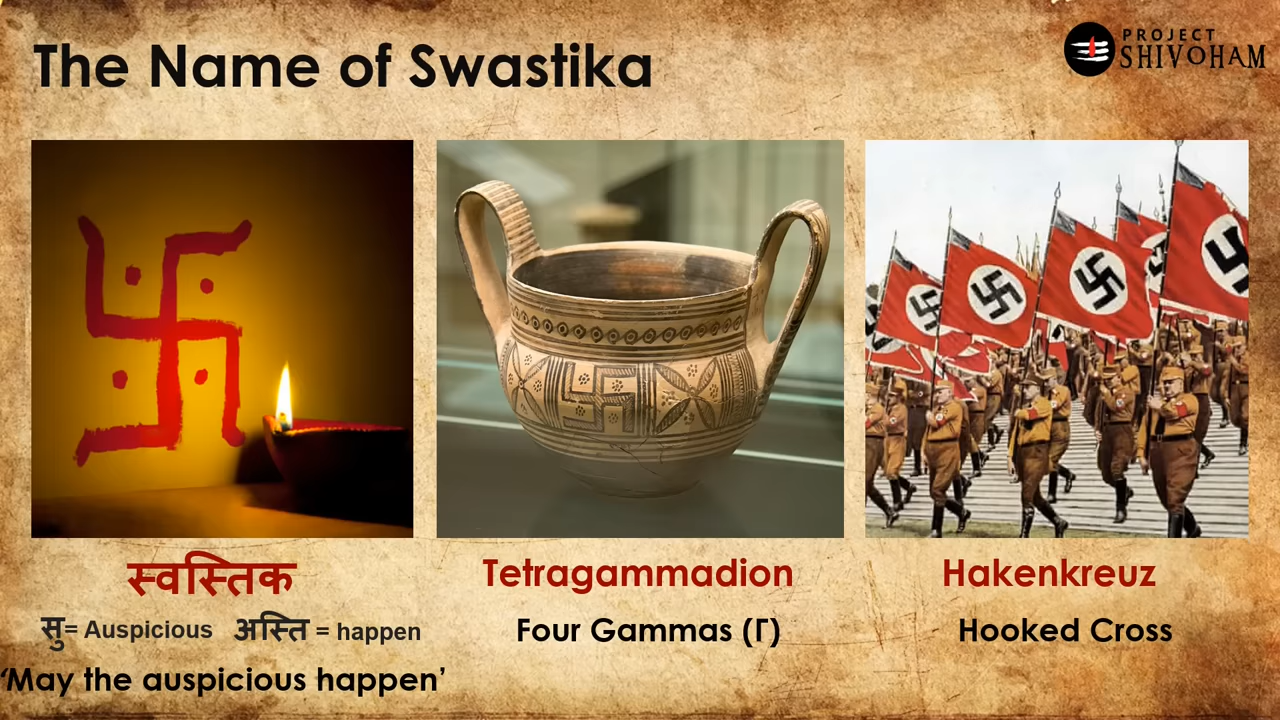 The Name of Swastika
PROJECT
SHIVOHAM
स्वस्तिक
सु= Auspicious अस्ति = happen
‘May the auspicious happen’
Tetragammadion
Four Gammas (Γ)
Hakenkreuz
Hooked Cross